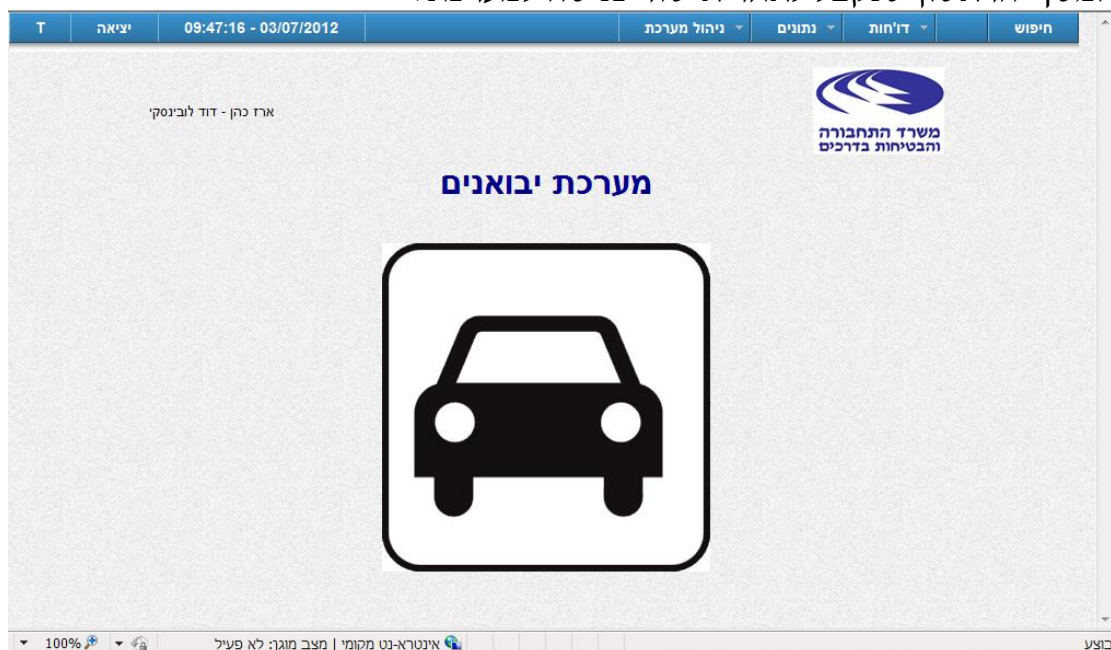 חיפוש דו'חות נתונים ניהול מערכת 09:47:16 - 03/07/2012 יציאה T
משרד התחבורה
והבטיחות בדרכים
ארז כהן - דוד לובינסקי
מערכת יבואנים
בוצע אינטרא-נט מקומי | מצב מוגן: לא פעיל 100%